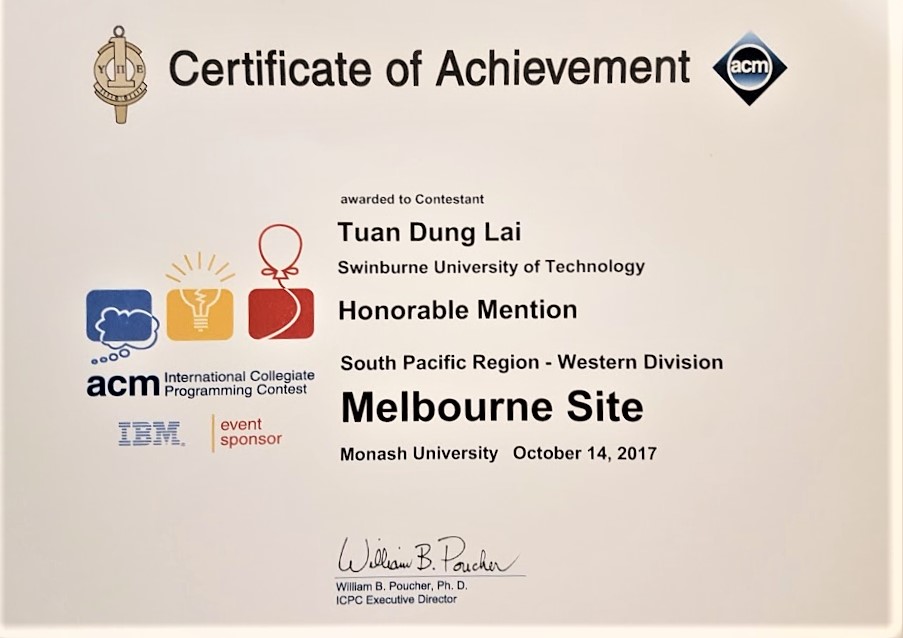 Certificate of Achievement
acm
Υ Π Ε
awarded to Contestant
Tuan Dung Lai
Swinburne University of Technology
Honorable Mention
South Pacific Region - Western Division
Melbourne Site
Monash University October 14, 2017
acm International Collegiate
Programming Contest
IBM. event
sponsor
William B. Poucher
William B. Poucher, Ph. D.
ICPC Executive Director